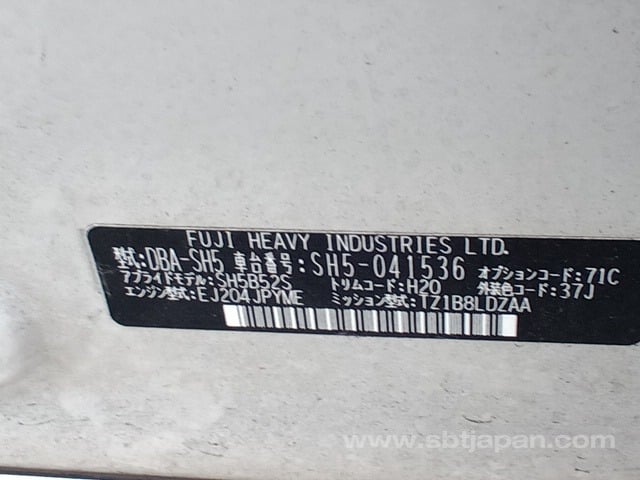 FUJI HEAVY INDUSTRIES LTD.
型式:DBA-SH5 車台番号:SH5-041536 オプションコード:71C
アプライドモデル:SH5B52S トリムコード:H20 外装色コード:37J
エンジン型式:EJ204JPYME ミッション型式:TZ1B8LDZAA
www.sbtjapan.com